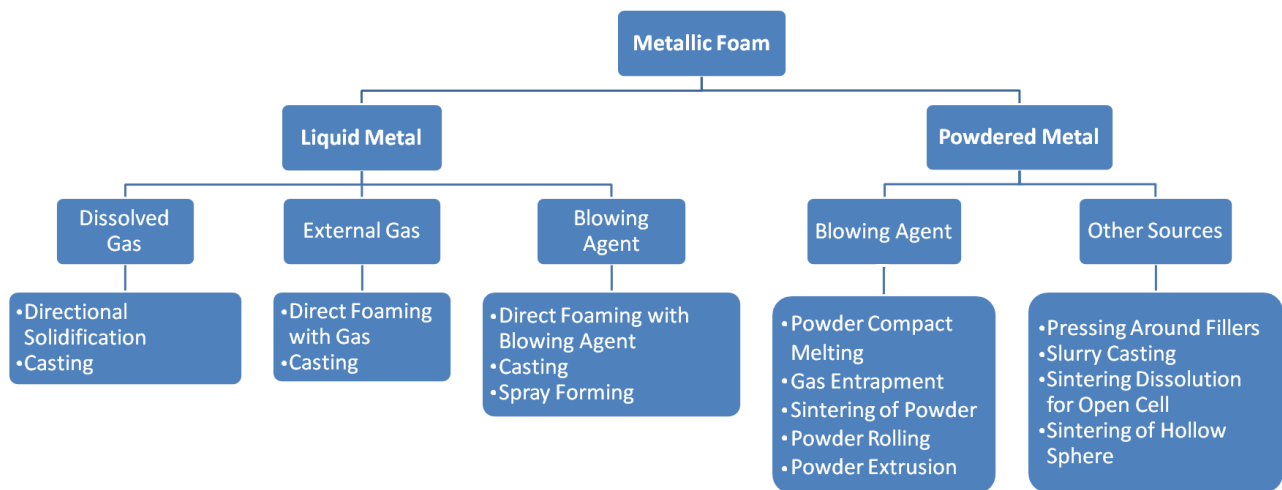 Metallic Foam
Liquid Metal
Powdered Metal
Dissolved
Gas
External Gas
Blowing
Agent
Blowing Agent
Other Sources
•Directional
Solidification
•Casting
•Direct Foaming
with Gas
•Casting
•Direct Foaming with
Blowing Agent
•Casting
•Spray Forming
•Powder Compact
Melting
•Gas Entrapment
•Sintering of Powder
•Powder Rolling
•Powder Extrusion
•Pressing Around Fillers
•Slurry Casting
•Sintering Dissolution
for Open Cell
•Sintering of Hollow
Sphere